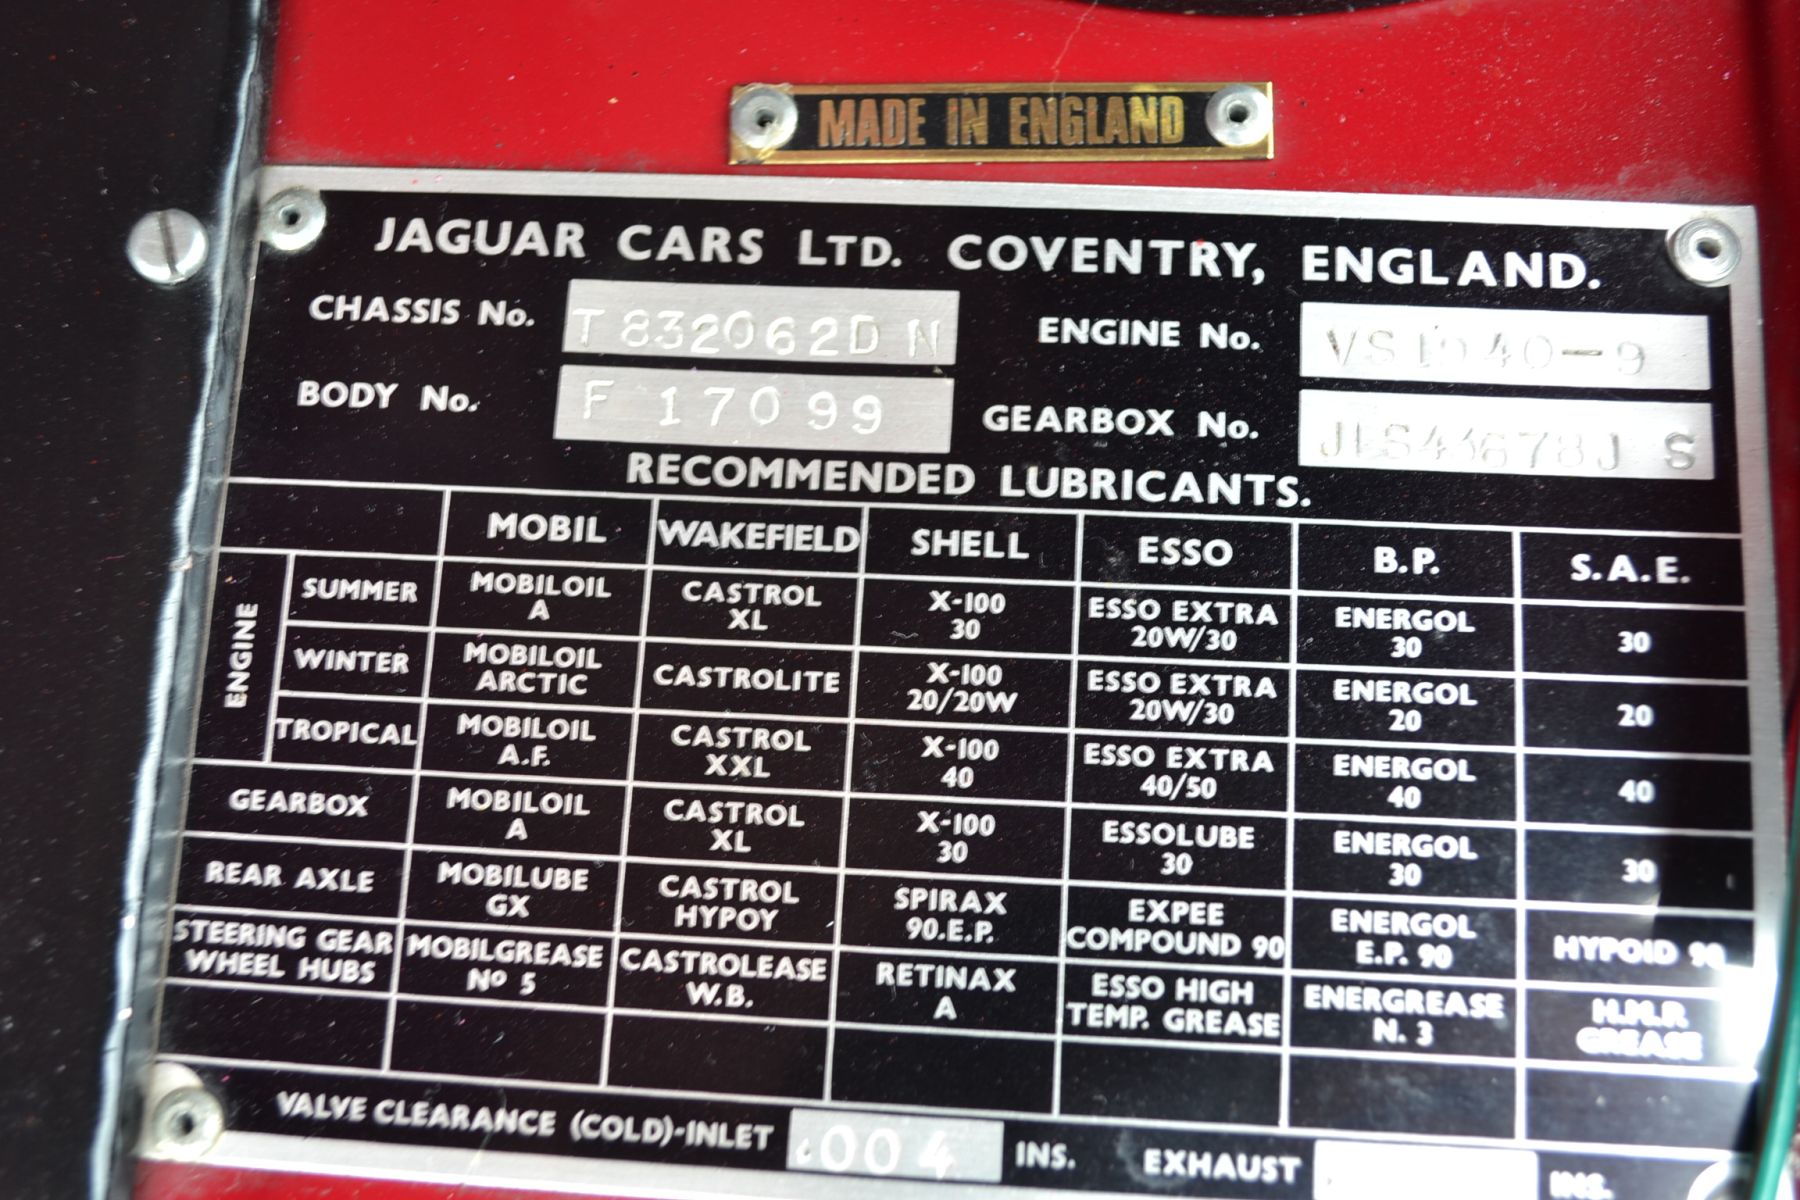 MADE IN ENGLAND
JAGUAR CARS LTD. COVENTRY, ENGLAND.
CHASSIS No. T832062DN ENGINE No.
BODY No. F 17099 GEARBOX No.
RECOMMENDED LUBRICANTS.
MOBIL WAKEFIELD SHELL ESSO B.P. S.A.E.
ENGINE
SUMMER MOBILOIL A CASTROL XL X-100 30 ESSO EXTRA 20W/30 ENERGOL 30 30
WINTER MOBILOIL ARCTIC CASTROLITE X-100 20/20W ESSO EXTRA 20W/30 ENERGOL 20 20
TROPICAL MOBILOIL A.F. CASTROL XXL X-100 40 ESSO EXTRA 40/50 ENERGOL 40 40
GEARBOX MOBILOIL A CASTROL XL X-100 30 ESSOLUBE 30 ENERGOL 30 30
REAR AXLE MOBILUBE GX CASTROL HYPOY SPIRAX 90.E.P. EXPEE COMPOUND 90 ENERGOL E.P. 90 HYPOID 90
STEERING GEAR WHEEL HUBS MOBILGREASE No 5 CASTROLEASE W.B. RETINAX A ESSO HIGH TEMP. GREASE ENERGREASE N. 3 H.M.P. GREASE
VALVE CLEARANCE (COLD)-INLET .004 INS. EXHAUST INS.